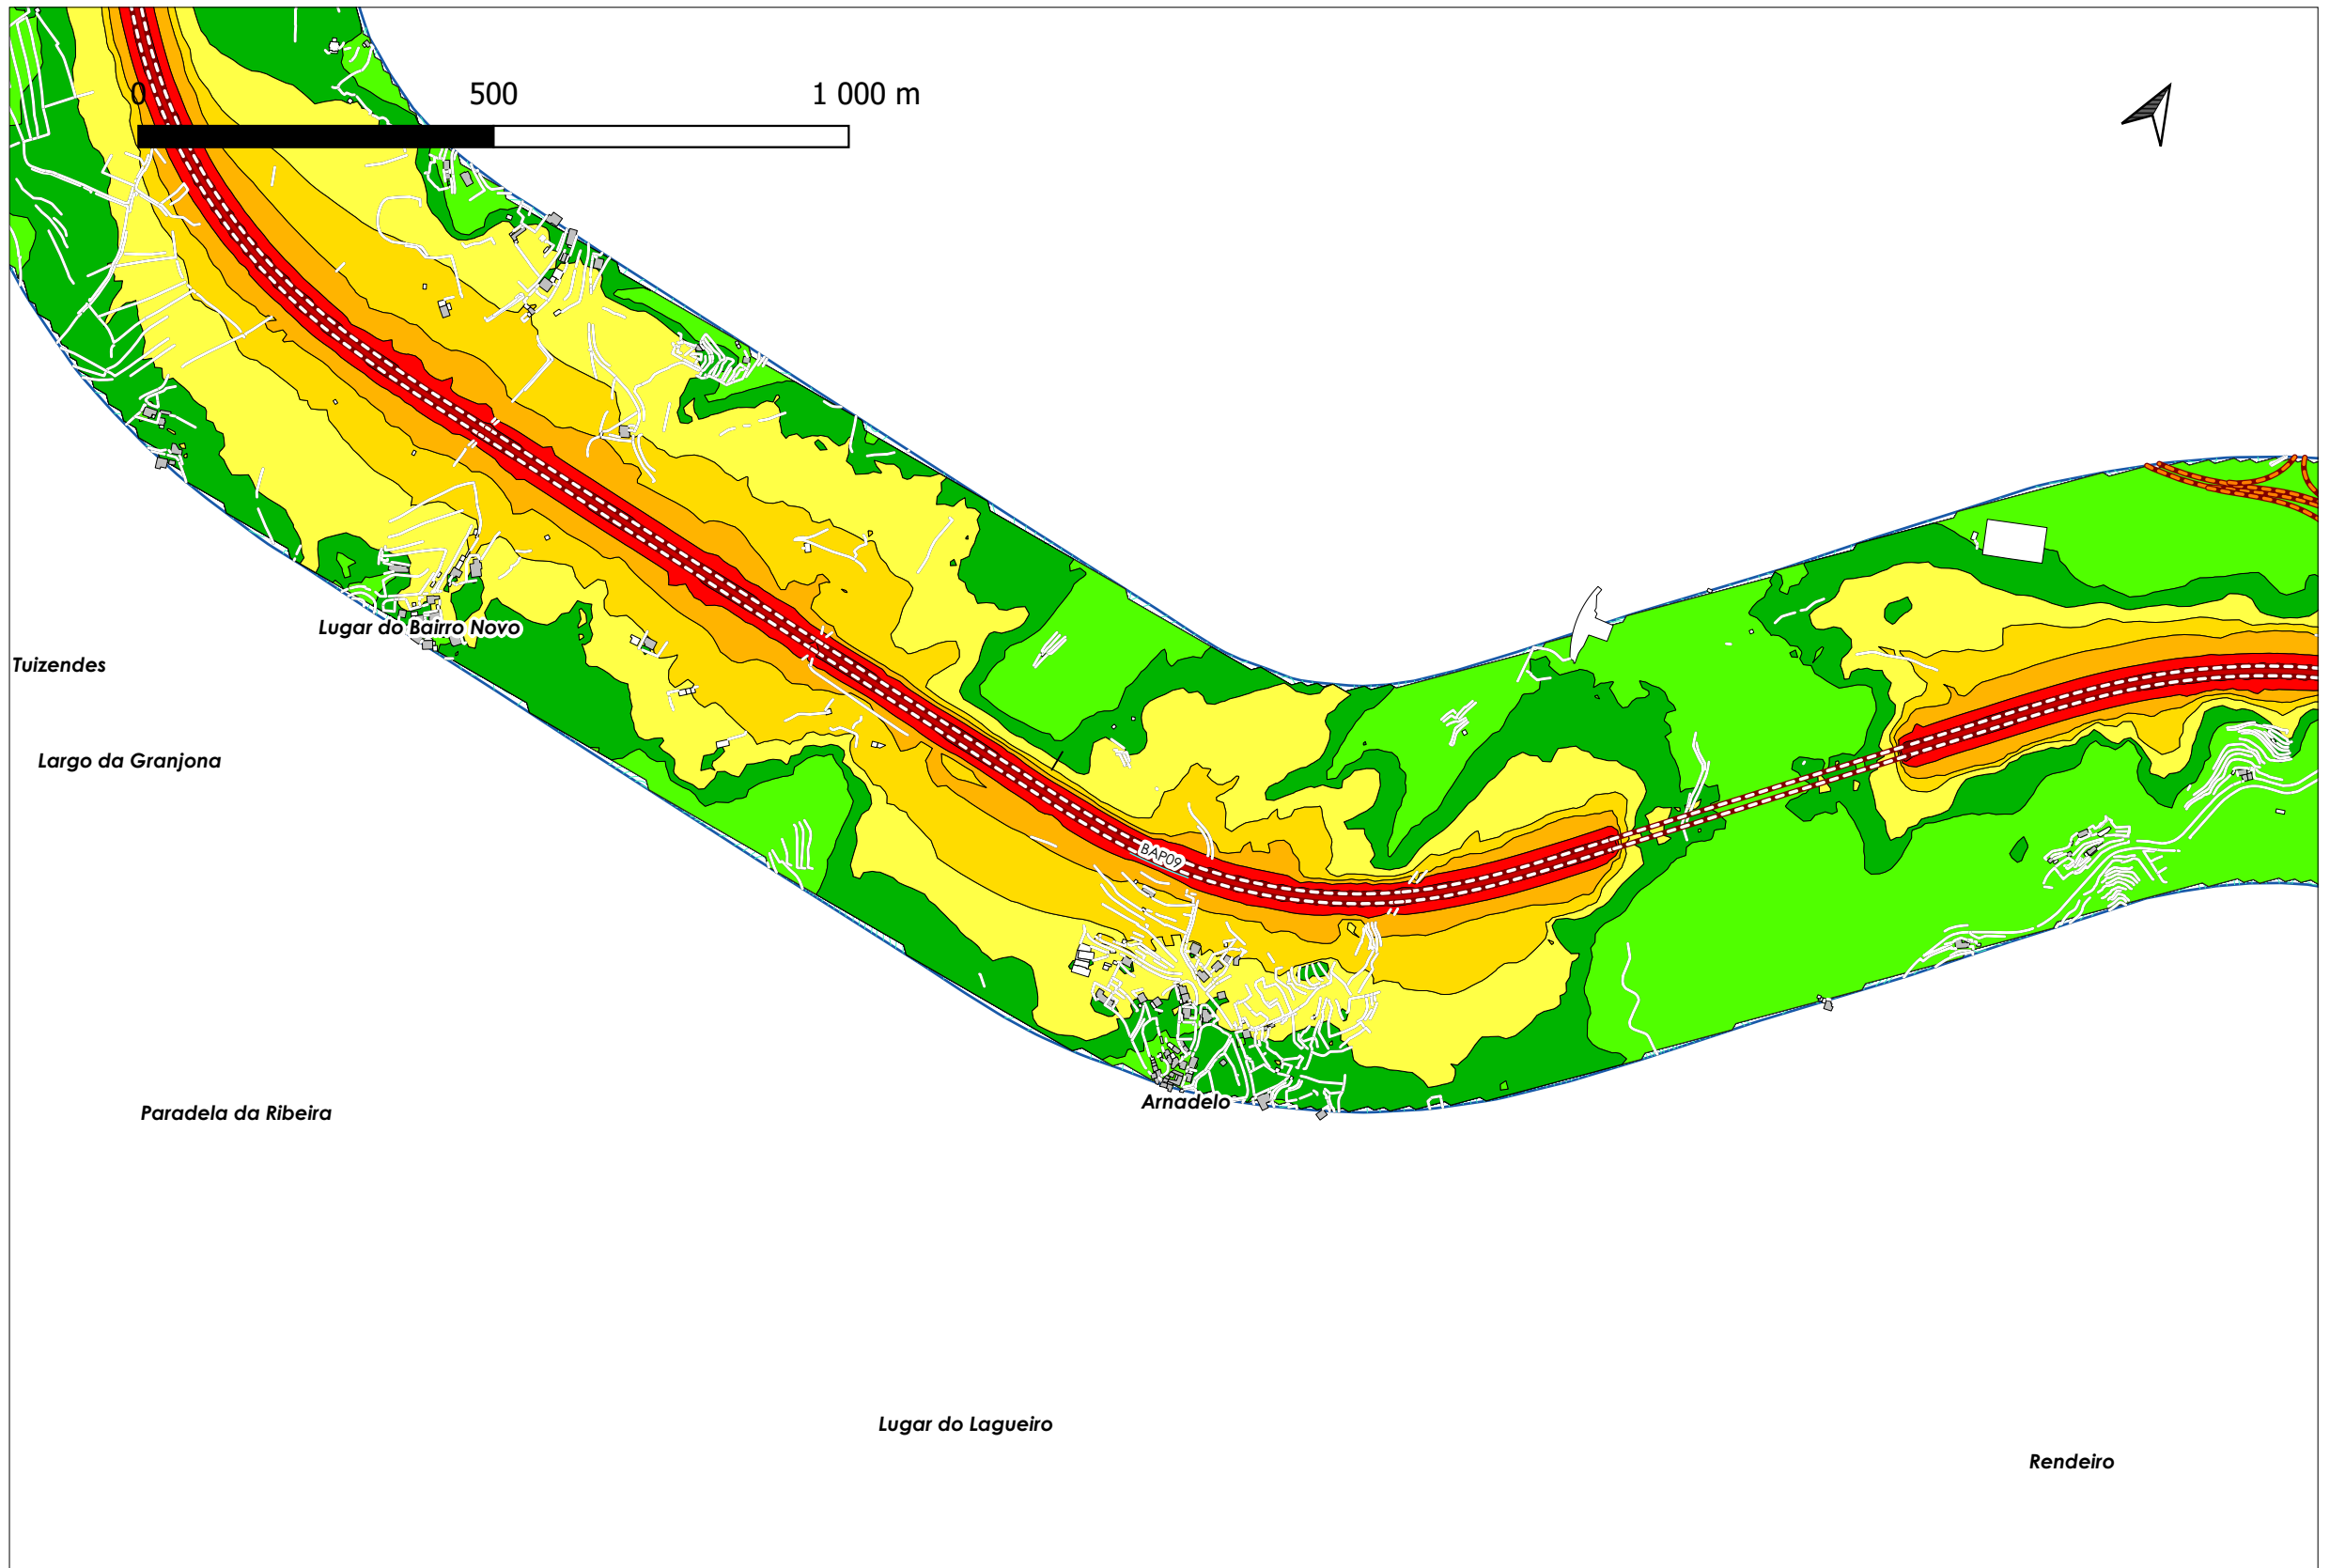 0 500 1 000 m
Lugar do Bairro Novo
Tuizendes
Largo da Granjona
BAP09
Arnadelo
Paradela da Ribeira
Lugar do Lagueiro
Rendeiro